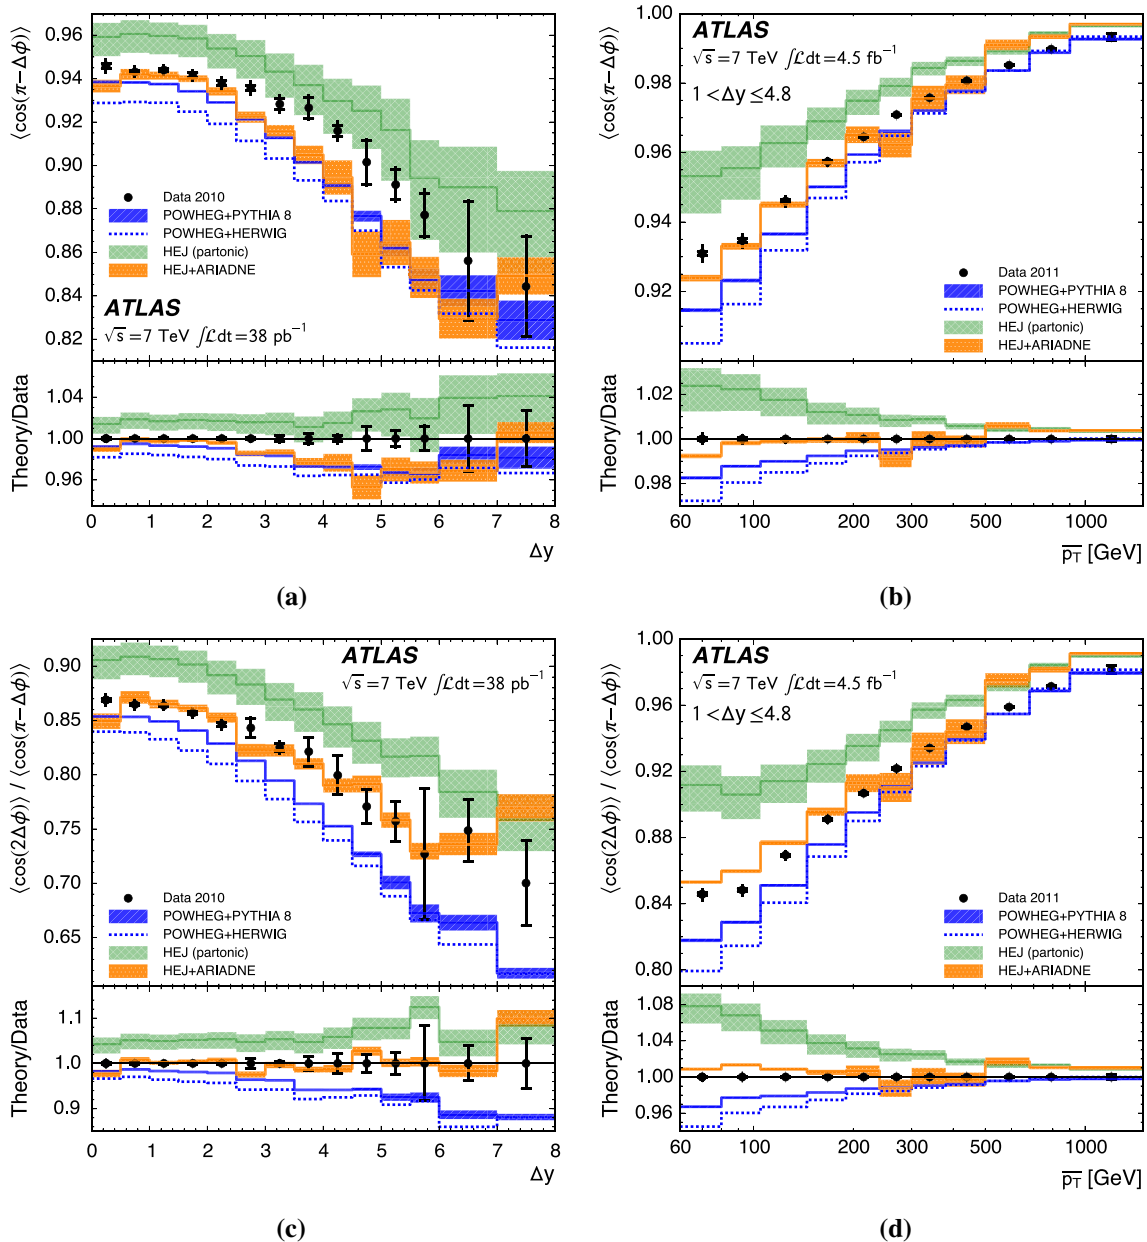 ⟨cos(π−Δϕ)⟩
0.96
0.94
0.92
0.90
0.88
0.86
0.84
0.82
Data 2010
POWHEG+PYTHIA 8
POWHEG+HERWIG
HEJ (partonic)
HEJ+ARIADNE
ATLAS
√s=7 TeV ∫ℒdt=38 pb⁻¹
Theory/Data
1.04
1.00
0.96
0 1 2 3 4 5 6 7 8
Δy
(a)
⟨cos(π−Δϕ)⟩
1.00
0.98
0.96
0.94
0.92
ATLAS
√s=7 TeV ∫ℒdt=4.5 fb⁻¹
1<Δy≤4.8
Data 2011
POWHEG+PYTHIA 8
POWHEG+HERWIG
HEJ (partonic)
HEJ+ARIADNE
Theory/Data
1.02
1.00
0.98
60 100 200 300 500 1000
p̅T̅ [GeV]
(b)
⟨cos(2Δϕ)⟩ / ⟨cos(π−Δϕ)⟩
0.90
0.85
0.80
0.75
0.70
0.65
ATLAS
√s=7 TeV ∫ℒdt=38 pb⁻¹
Data 2010
POWHEG+PYTHIA 8
POWHEG+HERWIG
HEJ (partonic)
HEJ+ARIADNE
Theory/Data
1.1
1.0
0.9
0 1 2 3 4 5 6 7 8
Δy
(c)
⟨cos(2Δϕ)⟩ / ⟨cos(π−Δϕ)⟩
1.00
0.96
0.92
0.88
0.84
0.80
ATLAS
√s=7 TeV ∫ℒdt=4.5 fb⁻¹
1<Δy≤4.8
Data 2011
POWHEG+PYTHIA 8
POWHEG+HERWIG
HEJ (partonic)
HEJ+ARIADNE
Theory/Data
1.08
1.04
1.00
0.96
60 100 200 300 500 1000
p̅T̅ [GeV]
(d)